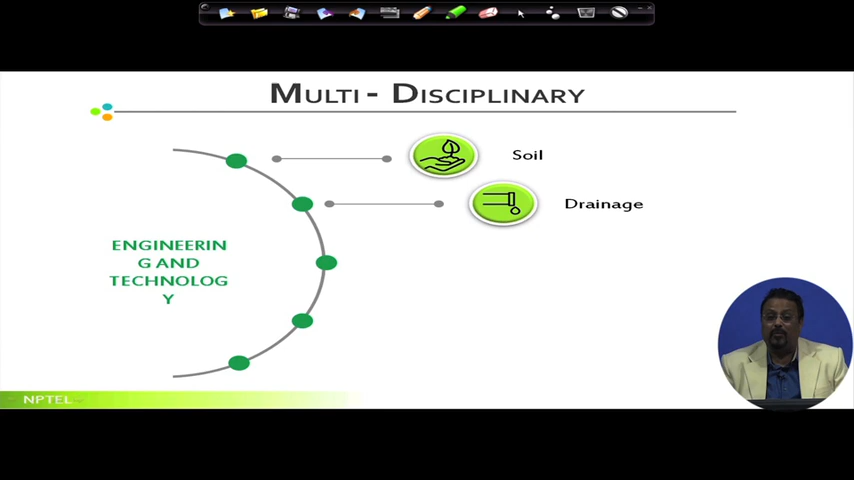 MULTI - DISCIPLINARY
Soil
Drainage
ENGINEERIN
G AND
TECHNOLOG
Y
NPTEL